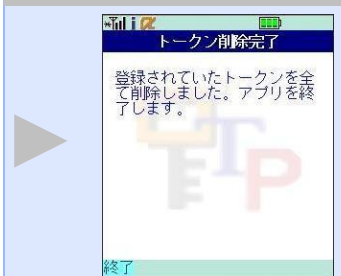 トークン削除完了
登録されていたトークンを全
て削除しました。アプリを終
了します。
TP
終了